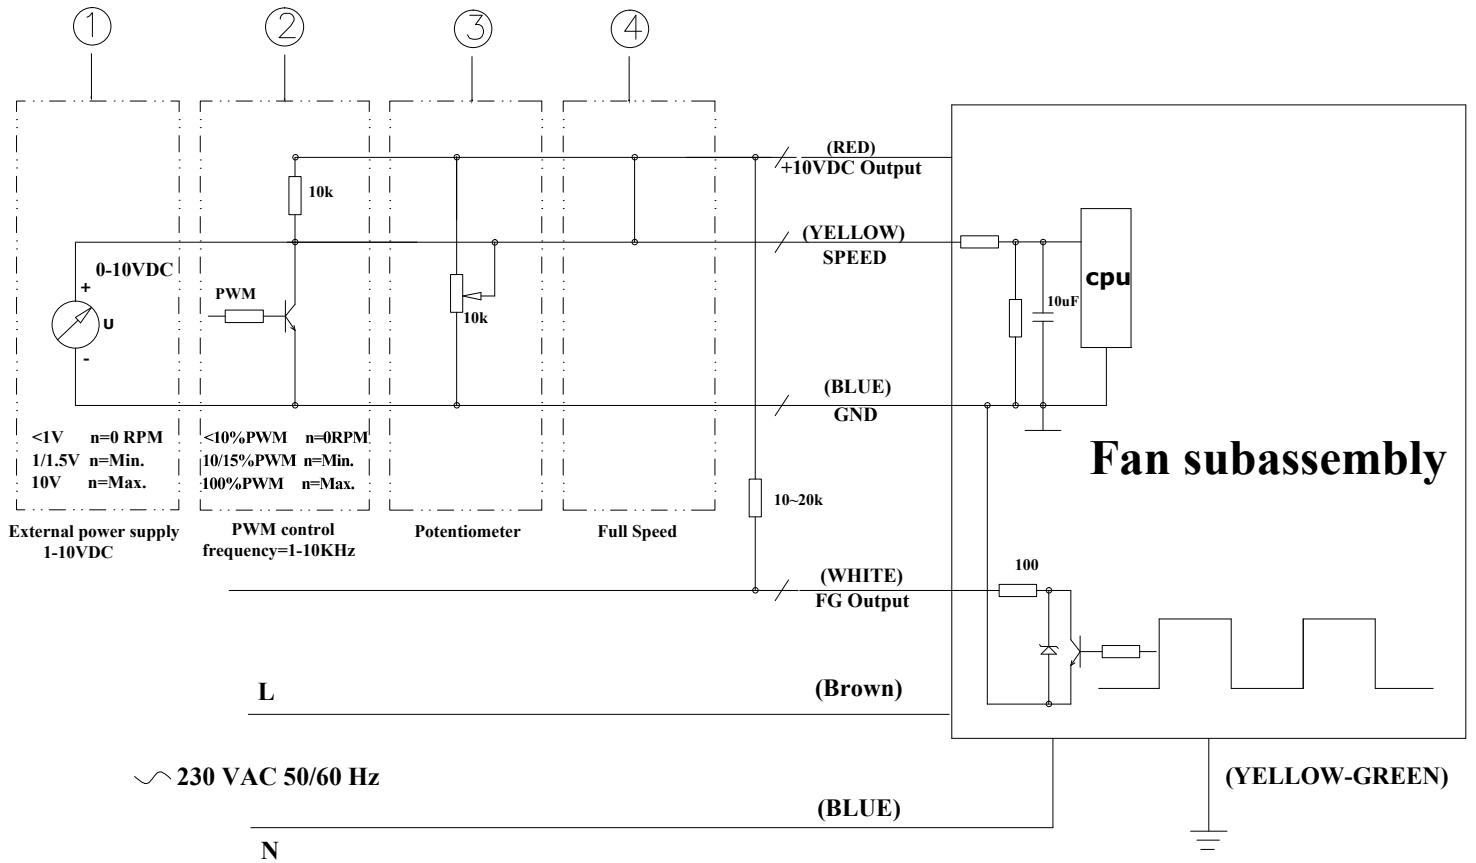 1
2
3
4
(RED)
+10VDC Output
10k
(YELLOW)
SPEED
cpu
0-10VDC
+
U
-
PWM
10k
10uF
(BLUE)
GND
<1V n=0 RPM
1/1.5V n=Min.
10V n=Max.
<10%PWM n=0RPM
10/15%PWM n=Min.
100%PWM n=Max.
Fan subassembly
10~20k
External power supply
1-10VDC
PWM control
frequency=1-10KHz
Potentiometer
Full Speed
(WHITE)
FG Output
100
L
(Brown)
230 VAC 50/60 Hz
(YELLOW-GREEN)
(BLUE)
N